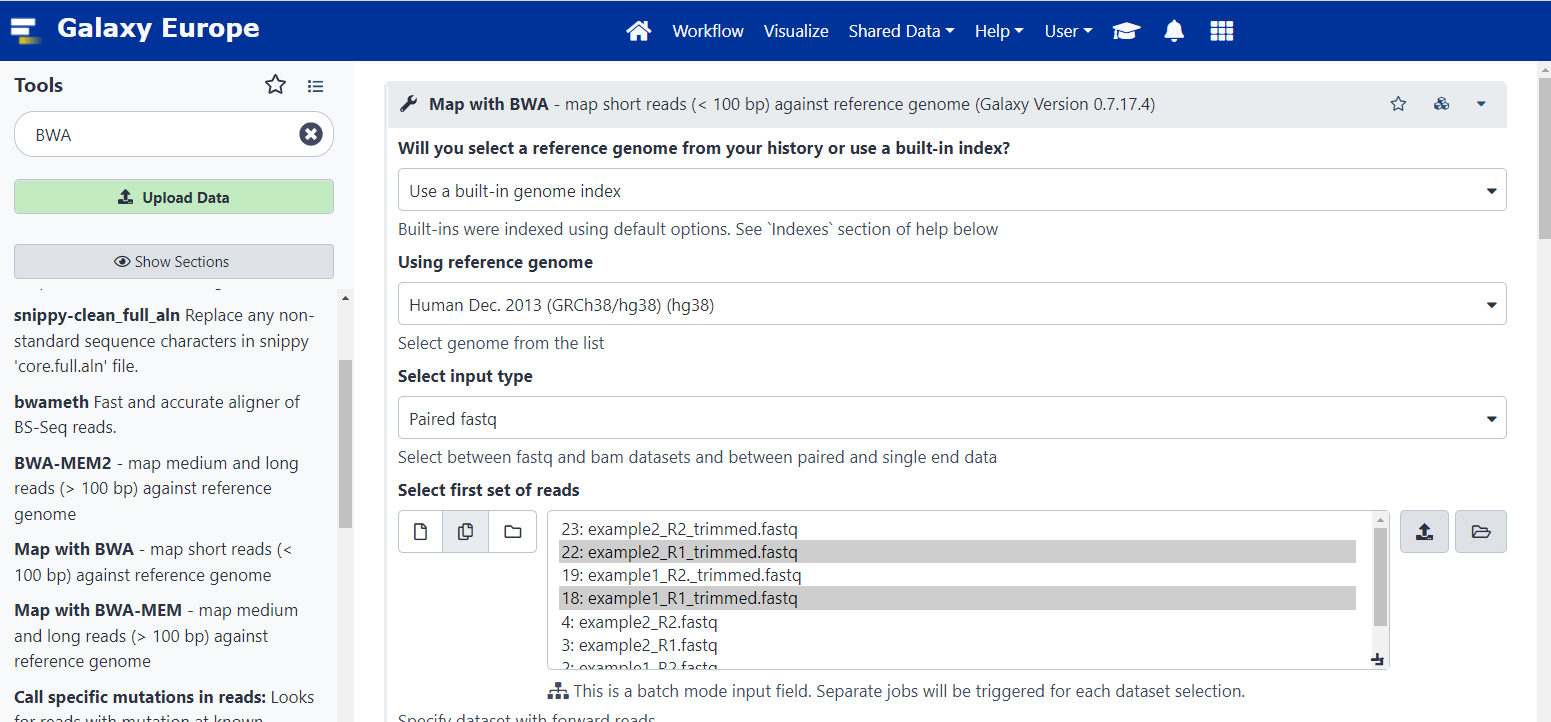 Galaxy Europe
Workflow Visualize Shared Data Help User
Tools
BWA
Upload Data
Show Sections
snippy-clean_full_aln Replace any non-
standard sequence characters in snippy
'core.full.aln' file.
bwameth Fast and accurate aligner of
BS-Seq reads.
BWA-MEM2 - map medium and long
reads (> 100 bp) against reference
genome
Map with BWA - map short reads (<
100 bp) against reference genome
Map with BWA-MEM - map medium
and long reads (> 100 bp) against
reference genome
Call specific mutations in reads: Looks
for reads with mutation at known
Map with BWA - map short reads (< 100 bp) against reference genome (Galaxy Version 0.7.17.4)
Will you select a reference genome from your history or use a built-in index?
Use a built-in genome index
Built-ins were indexed using default options. See `Indexes` section of help below
Using reference genome
Human Dec. 2013 (GRCh38/hg38) (hg38)
Select genome from the list
Select input type
Paired fastq
Select between fastq and bam datasets and between paired and single end data
Select first set of reads
23: example2_R2_trimmed.fastq
22: example2_R1_trimmed.fastq
19: example1_R2._trimmed.fastq
18: example1_R1_trimmed.fastq
4: example2_R2.fastq
3: example2_R1.fastq
2: example1_R2.fastq
This is a batch mode input field. Separate jobs will be triggered for each dataset selection.
Specify dataset with forward reads